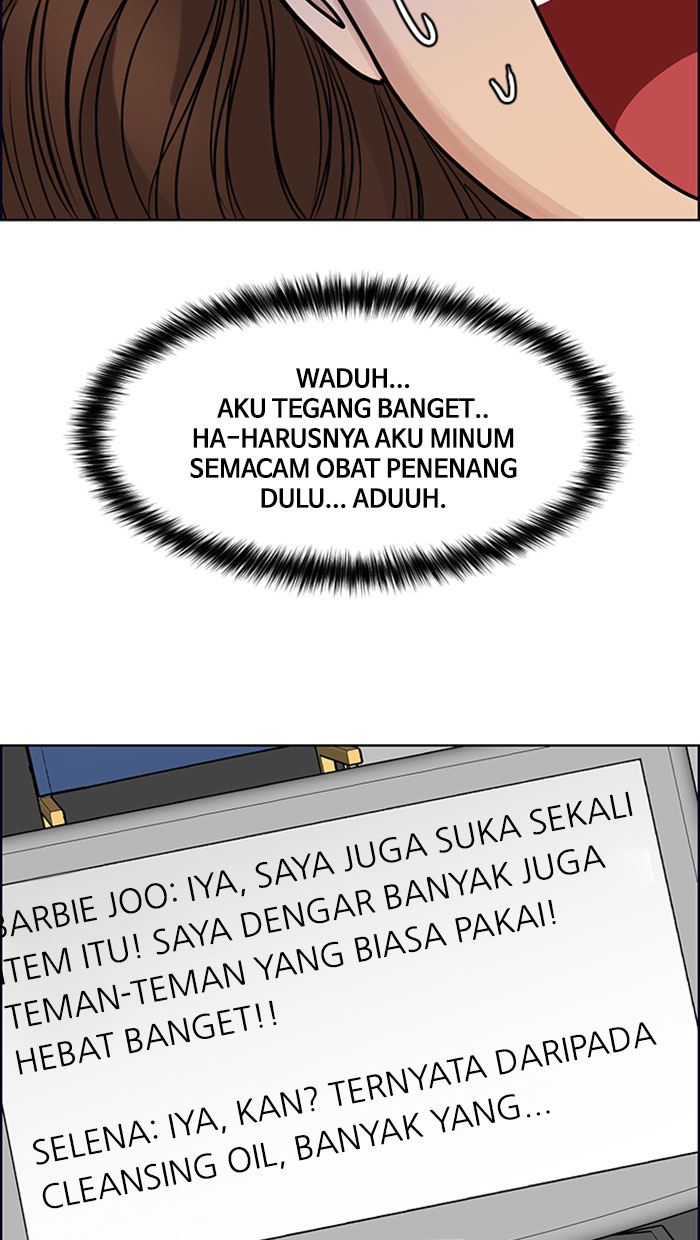 WADUH...
AKU TEGANG BANGET..
HA-HARUSNYA AKU MINUM
SEMACAM OBAT PENENANG
DULU... ADUUH.
BARBIE JOO: IYA, SAYA JUGA SUKA SEKALI
ITEM ITU! SAYA DENGAR BANYAK JUGA
TEMAN-TEMAN YANG BIASA PAKAI!
HEBAT BANGET!!
SELENA: IYA, KAN? TERNYATA DARIPADA
CLEANSING OIL, BANYAK YANG...